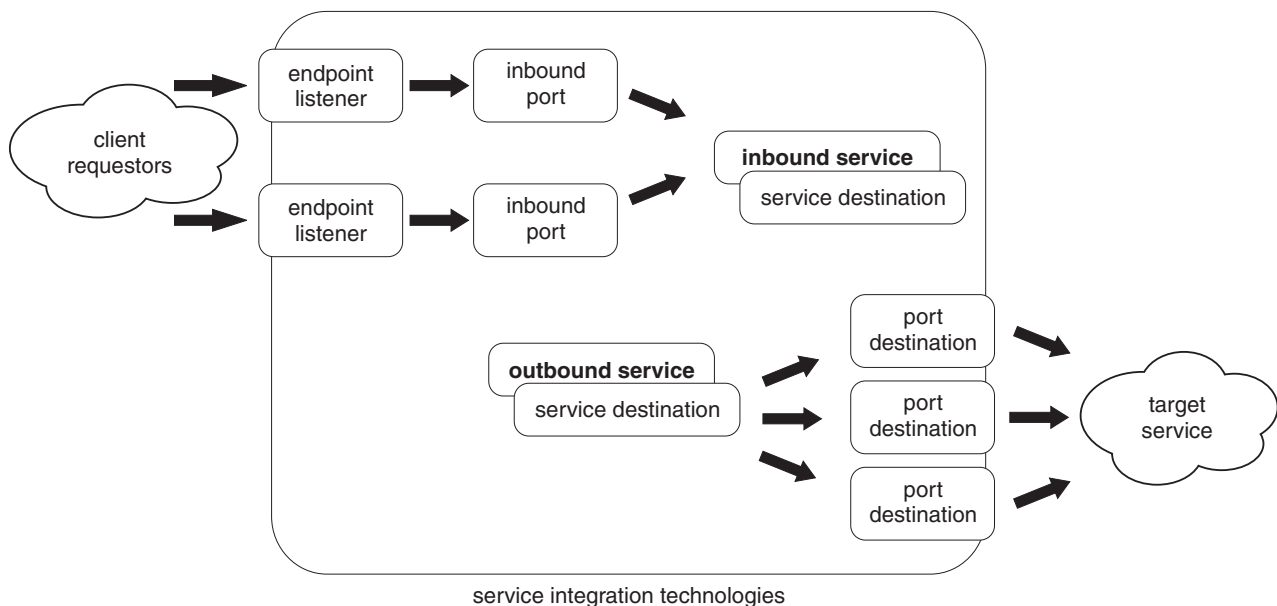 client
requestors
endpoint
listener
inbound
port
endpoint
listener
inbound
port
inbound service
service destination
outbound service
service destination
port
destination
port
destination
port
destination
target
service
service integration technologies